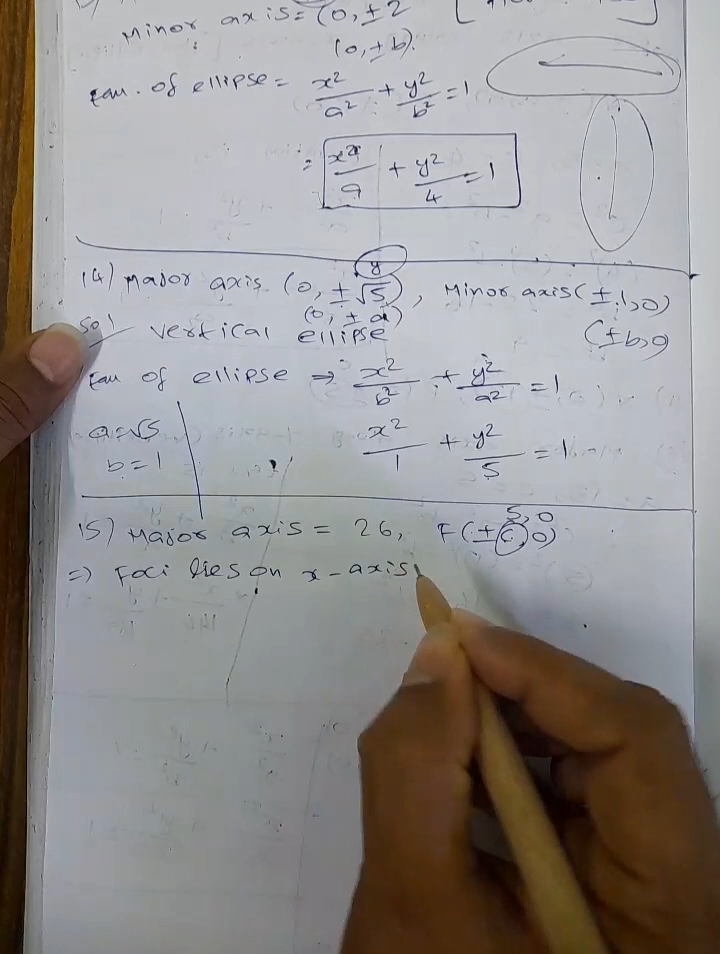 Minor axis = (0, ±2
(0, ±b).
Eqn. of ellipse = x²/a² + y²/b² = 1
= x²/9 + y²/4 = 1
y
14) Major axis (0, ±√5), Minor axis (±1, 0)
(0, ±a)
(±b, 0
Sol Vertical ellipse
Eqn of ellipse ⇒ x²/b² + y²/a² = 1
a=√5
b=1
x²/1 + y²/5 = 1
5, 0
15) Major axis = 26, F(±c, 0)
⇒ Foci lies on x-axis